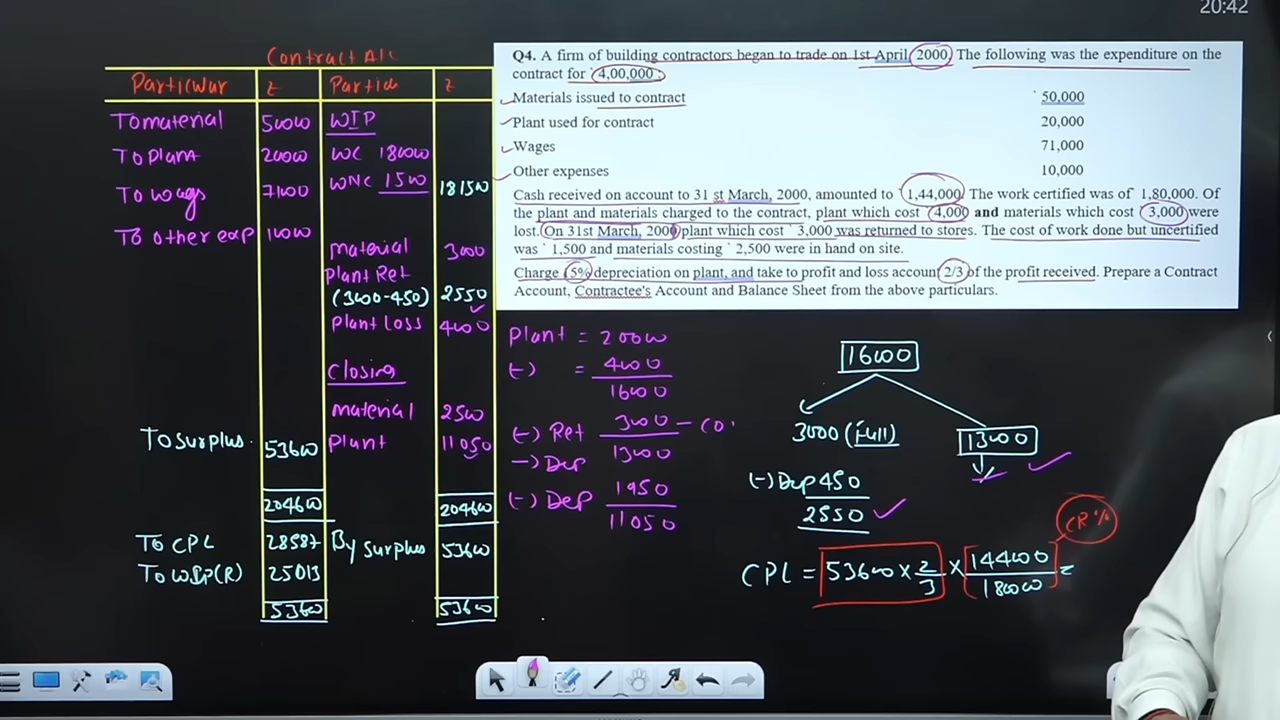 20:42
Contract A/c
Particular ₹ Particu ₹
To material 50000 WIP
To plant 20000 WC 180000
To wages 71000 WNC 1500 181500
To other exp 10000
material 3000
Plant Ret
(3000-450) 2550
Plant Loss 4000
Closing
material 2500
To surplus 53600 Plant 11050
204600 204600
To CPL 28587 By surplus 53600
To WIP(R) 25013
53600 53600
Q4. A firm of building contractors began to trade on 1st April, 2000. The following was the expenditure on the
contract for ` 4,00,000 :
Materials issued to contract ` 50,000
Plant used for contract 20,000
Wages 71,000
Other expenses 10,000
Cash received on account to 31 st March, 2000, amounted to ` 1,44,000. The work certified was of 1,80,000. Of
the plant and materials charged to the contract, plant which cost ` 4,000 and materials which cost ` 3,000 were
lost. On 31st March, 200 plant which cost ` 3,000 was returned to stores. The cost of work done but uncertified
was ` 1,500 and materials costing ` 2,500 were in hand on site.
Charge 5% depreciation on plant, and take to profit and loss account 2/3 of the profit received. Prepare a Contract
Account, Contractee's Account and Balance Sheet from the above particulars.
Plant = 20000
(-) = 4000
16000
(-) Ret 3000 - CO.
-) Dep 13000
(-) Dep 1950
11050
16000
3000 (Full) 13000
(-) Dep 450
2550
CR %
CPL = 53600 × 2/3 × 144000/180000 =